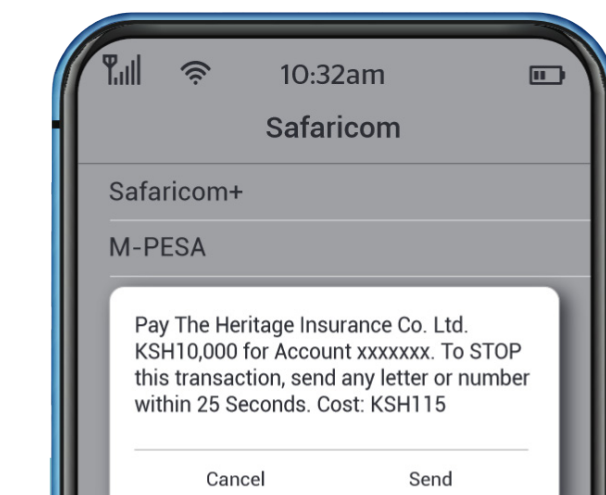 10:32am
Safaricom
Safaricom+
M-PESA
Pay The Heritage Insurance Co. Ltd.
KSH10,000 for Account xxxxxxx. To STOP
this transaction, send any letter or number
within 25 Seconds. Cost: KSH115
Cancel Send